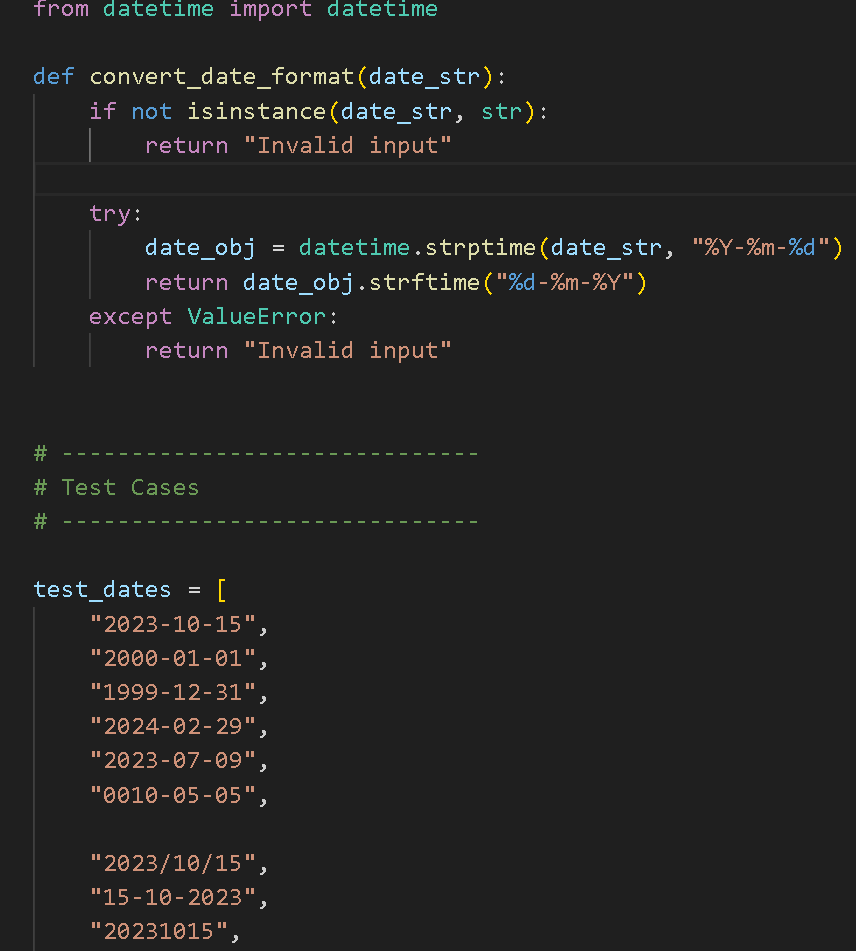 from datetime import datetime
def convert_date_format(date_str):
    if not isinstance(date_str, str):
        return "Invalid input"
    try:
        date_obj = datetime.strptime(date_str, "%Y-%m-%d")
        return date_obj.strftime("%d-%m-%Y")
    except ValueError:
        return "Invalid input"
# ------------------------------
# Test Cases
# ------------------------------
test_dates = [
    "2023-10-15",
    "2000-01-01",
    "1999-12-31",
    "2024-02-29",
    "2023-07-09",
    "0010-05-05",
    "2023/10/15",
    "15-10-2023",
    "20231015",